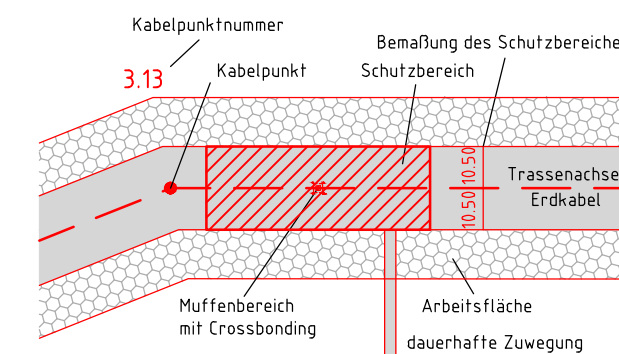 Kabelpunktnummer
Bemaßung des Schutzbereiche
3.13
Kabelpunkt
Schutzbereich
10.50
10.50
Trassenachse
Erdkabel
Muffenbereich
mit Crossbonding
Arbeitsfläche
dauerhafte Zuwegung